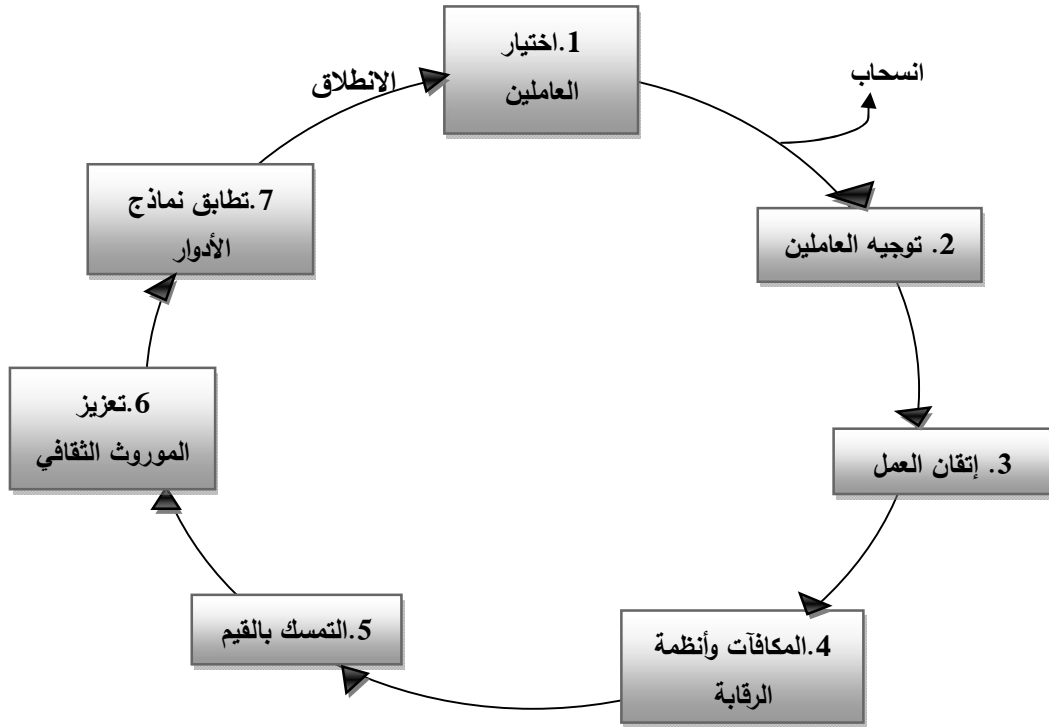 1.اختيار
العاملين
انسحاب
2. توجيه العاملين
3. إتقان العمل
4.المكافآت وأنظمة
الرقابة
5.التمسك بالقيم
6.تعزيز
الموروث الثقافي
7.تطابق نماذج
الأدوار
الانطلاق